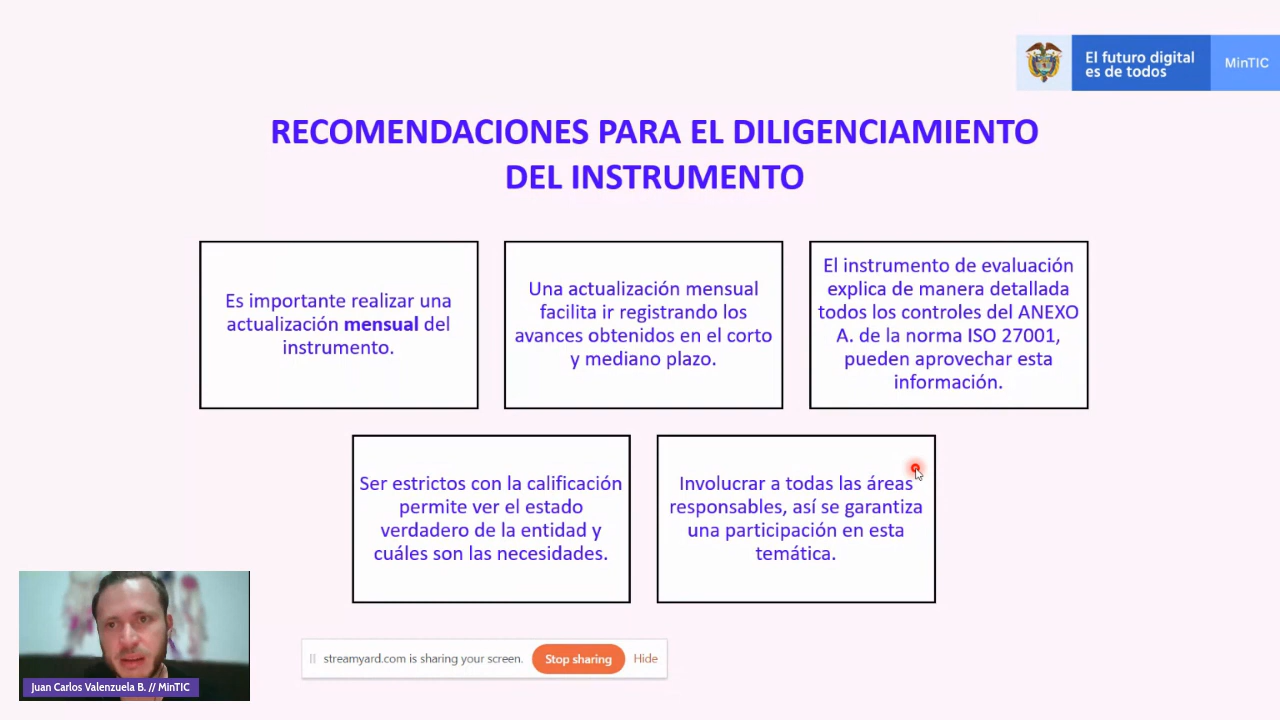 El futuro digital
es de todos
MinTIC
RECOMENDACIONES PARA EL DILIGENCIAMIENTO
DEL INSTRUMENTO
Es importante realizar una
actualización mensual del
instrumento.
Una actualización mensual
facilita ir registrando los
avances obtenidos en el corto
y mediano plazo.
El instrumento de evaluación
explica de manera detallada
todos los controles del ANEXO
A. de la norma ISO 27001,
pueden aprovechar esta
información.
Ser estrictos con la calificación
permite ver el estado
verdadero de la entidad y
cuáles son las necesidades.
Involucrar a todas las áreas
responsables, así se garantiza
una participación en esta
temática.
streamyard.com is sharing your screen.
Stop sharing
Hide
Juan Carlos Valenzuela B. // MinTIC